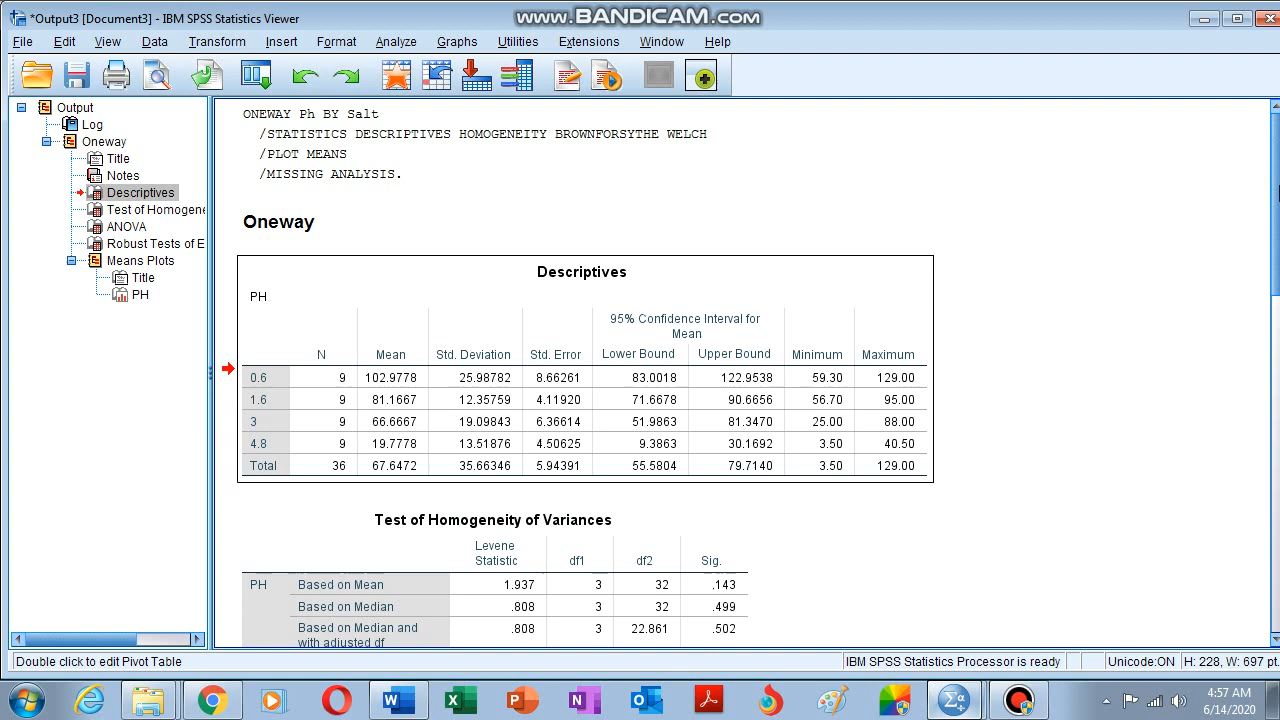 *Output3 [Document3] - IBM SPSS Statistics Viewer
www.BANDICAM.com
File Edit View Data Transform Insert Format Analyze Graphs Utilities Extensions Window Help
Output
Log
Oneway
Title
Notes
Descriptives
Test of Homogene
ANOVA
Robust Tests of E
Means Plots
Title
PH
ONEWAY Ph BY Salt
/STATISTICS DESCRIPTIVES HOMOGENEITY BROWNFORSYTHE WELCH
/PLOT MEANS
/MISSING ANALYSIS.
Oneway
Descriptives
PH
95% Confidence Interval for
Mean
N Mean Std. Deviation Std. Error Lower Bound Upper Bound Minimum Maximum
0.6 9 102.9778 25.98782 8.66261 83.0018 122.9538 59.30 129.00
1.6 9 81.1667 12.35759 4.11920 71.6678 90.6656 56.70 95.00
3 9 66.6667 19.09843 6.36614 51.9863 81.3470 25.00 88.00
4.8 9 19.7778 13.51876 4.50625 9.3863 30.1692 3.50 40.50
Total 36 67.6472 35.66346 5.94391 55.5804 79.7140 3.50 129.00
Test of Homogeneity of Variances
Levene
Statistic df1 df2 Sig.
PH Based on Mean 1.937 3 32 .143
Based on Median .808 3 32 .499
Based on Median and
with adjusted df .808 3 22.861 .502
Double click to edit Pivot Table
IBM SPSS Statistics Processor is ready
Unicode:ON
H: 228, W: 697 pt.
4:57 AM
6/14/2020